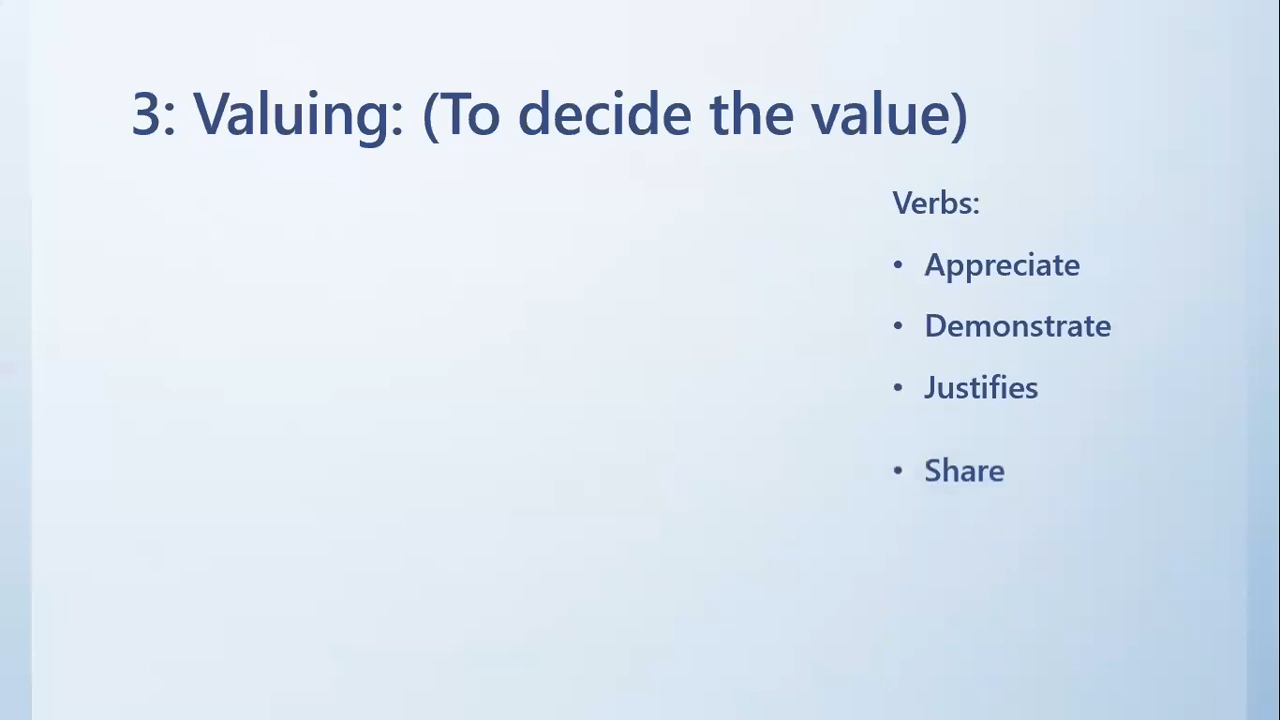 3: Valuing: (To decide the value)
Verbs:
• Appreciate
• Demonstrate
• Justifies
• Share